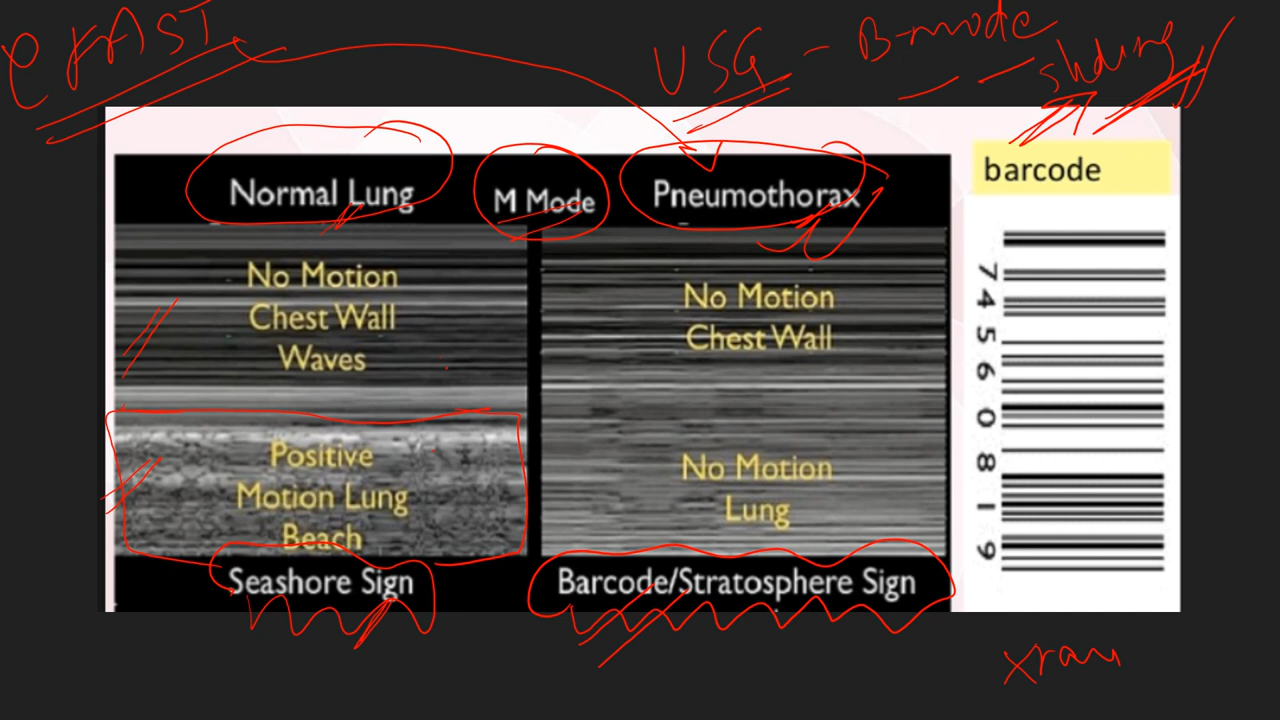 eFAST
USG - B-mode
sliding
Normal Lung
M Mode
Pneumothorax
barcode
No Motion
Chest Wall
Waves
No Motion
Chest Wall
Positive
Motion Lung
Beach
No Motion
Lung
Seashore Sign
Barcode/Stratosphere Sign
7 4 5 6 0 8 1 9
xray